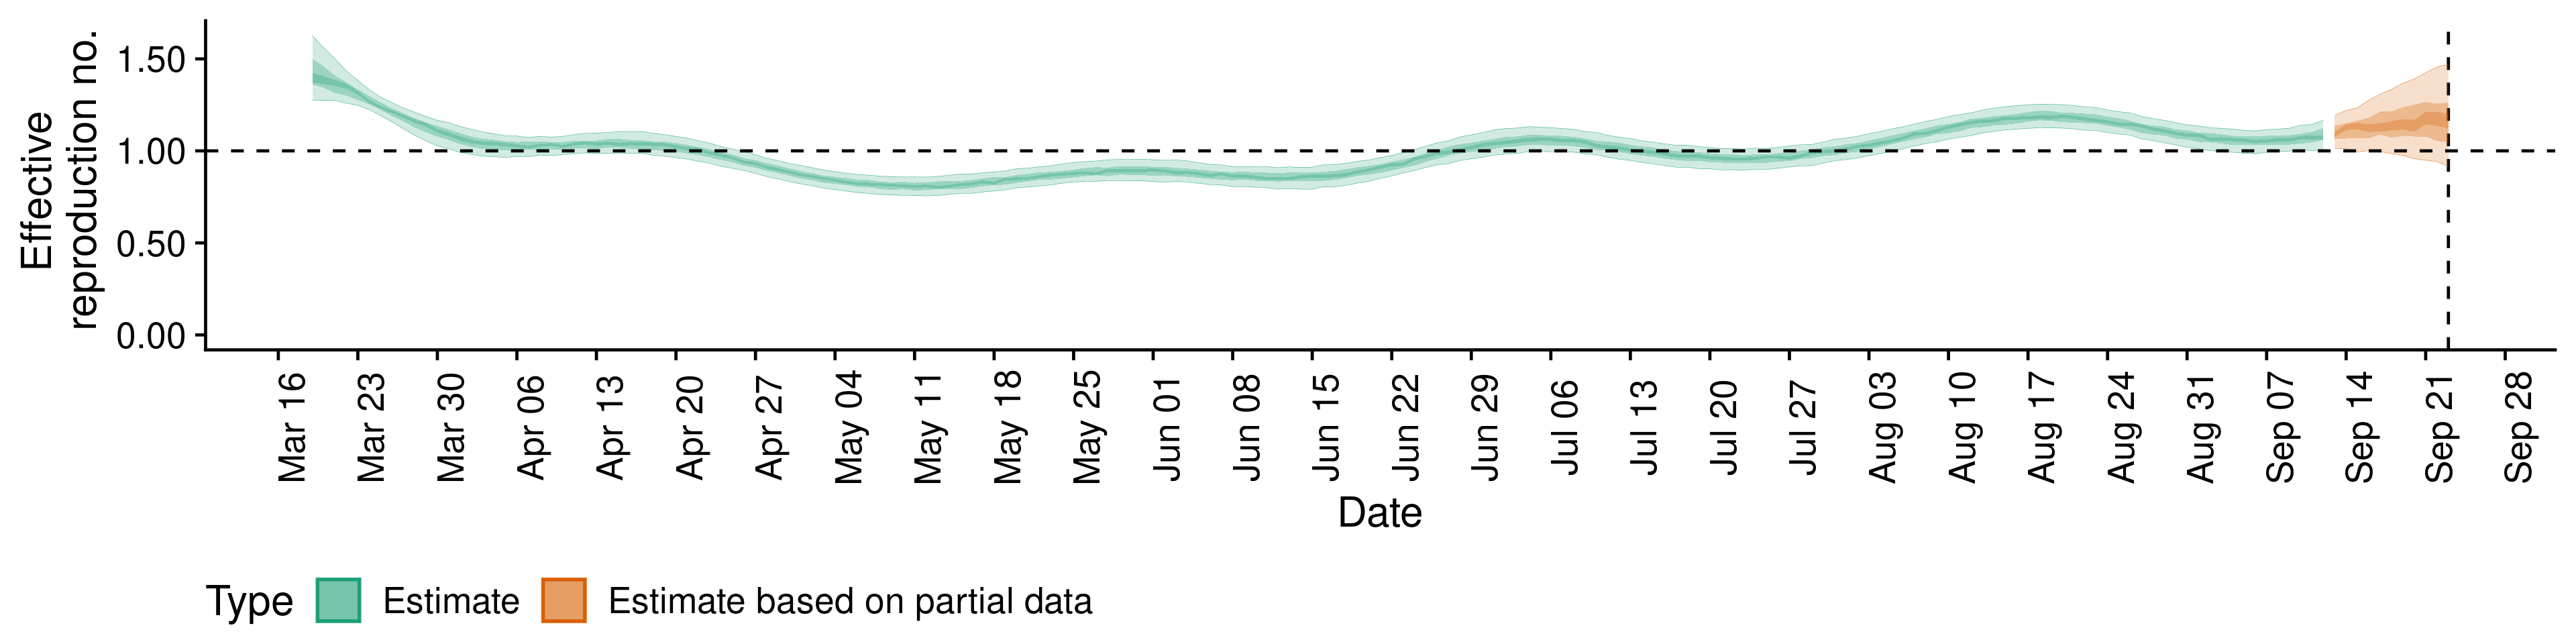 Effective
reproduction no.
1.50
1.00
0.50
0.00
Mar 16
Mar 23
Mar 30
Apr 06
Apr 13
Apr 20
Apr 27
May 04
May 11
May 18
May 25
Jun 01
Jun 08
Jun 15
Jun 22
Jun 29
Jul 06
Jul 13
Jul 20
Jul 27
Aug 03
Aug 10
Aug 17
Aug 24
Aug 31
Sep 07
Sep 14
Sep 21
Sep 28
Date
Type Estimate Estimate based on partial data